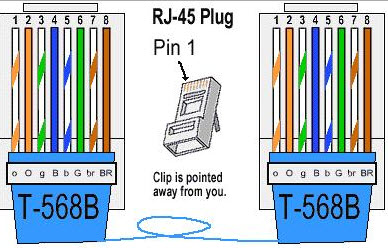 RJ-45 Plug
Pin 1
1 2 3 4 5 6 7 8
o O g B b G br BR
T-568B
Clip is pointed
away from you.
1 2 3 4 5 6 7 8
o O g B b G br BR
T-568B